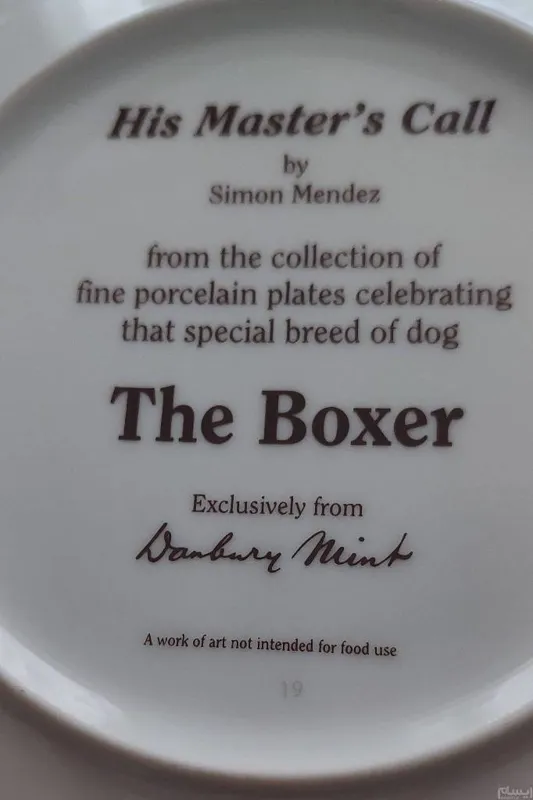 His Master's Call
by
Simon Mendez
from the collection of
fine porcelain plates celebrating
that special breed of dog
The Boxer
Exclusively from
Danbury Mint
A work of art not intended for food use
19
باسلام